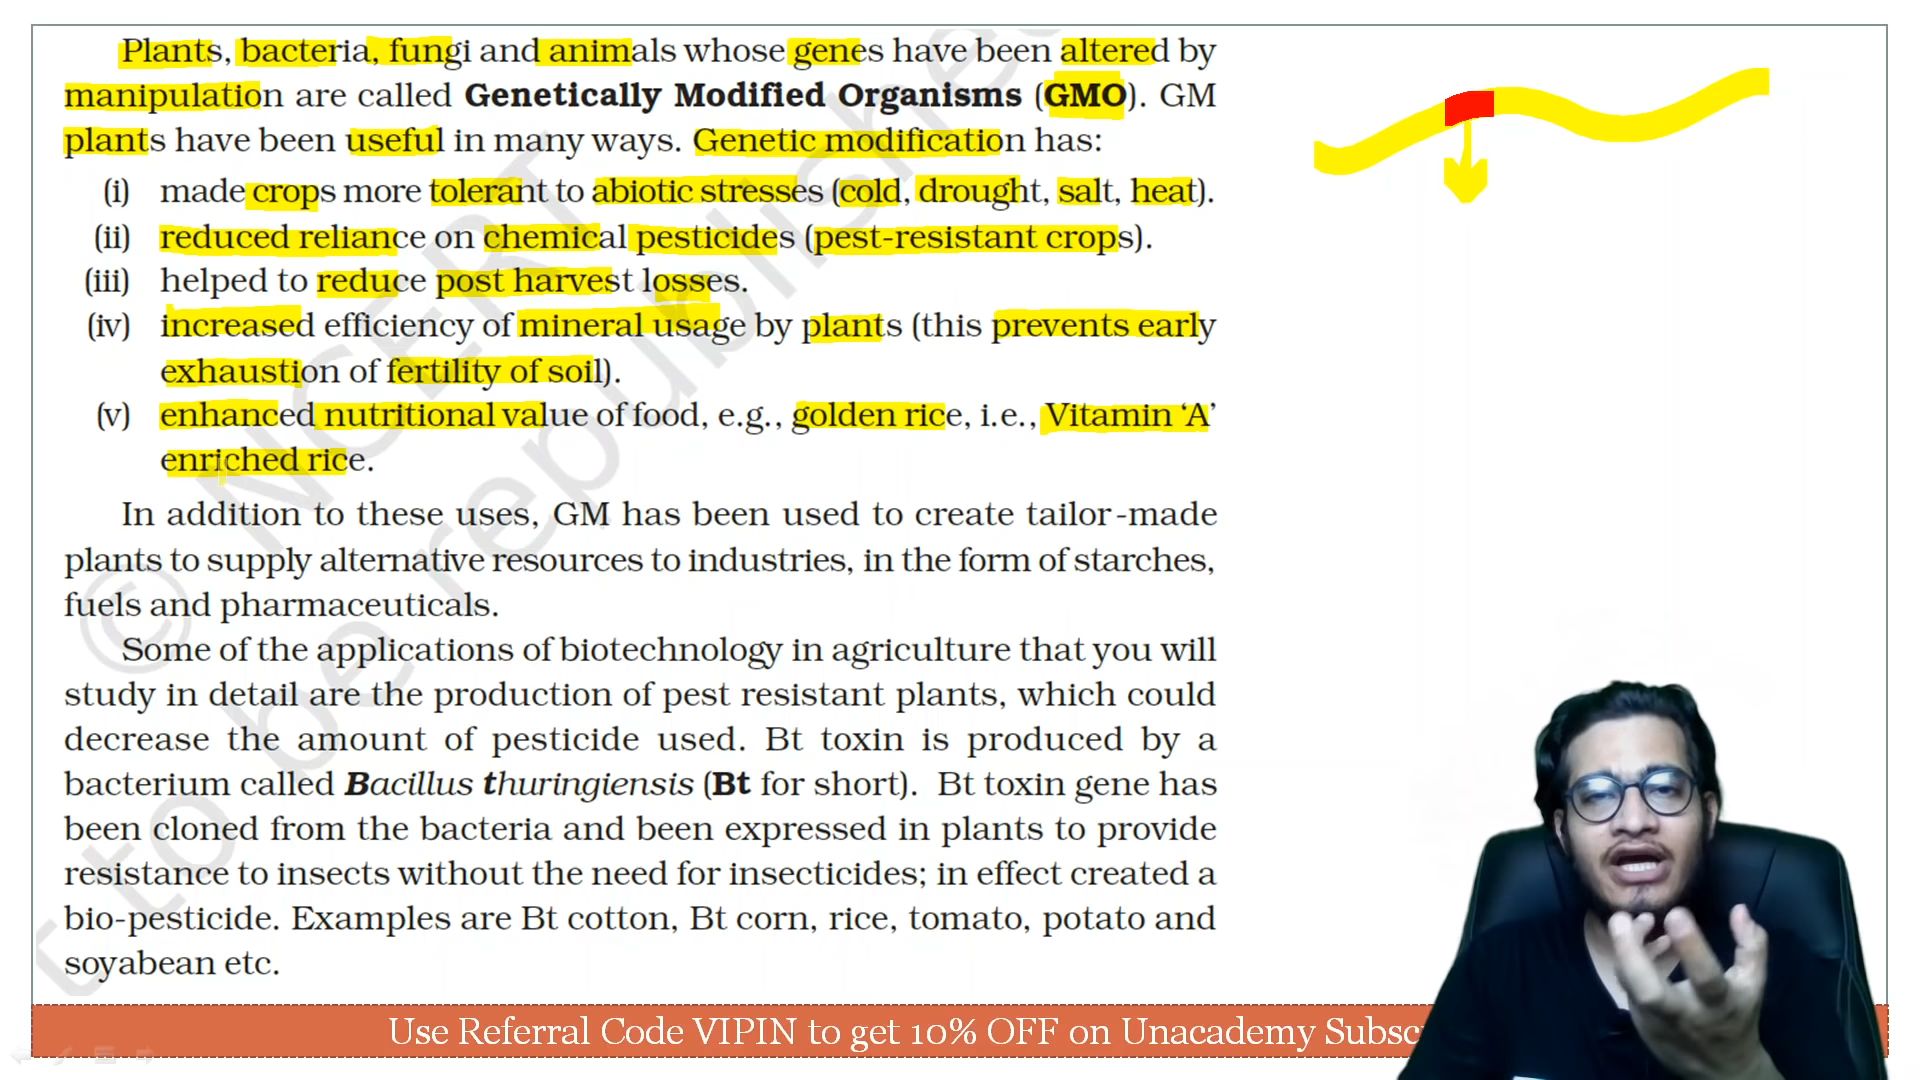 Plants, bacteria, fungi and animals whose genes have been altered by
manipulation are called Genetically Modified Organisms (GMO). GM
plants have been useful in many ways. Genetic modification has:
(i) made crops more tolerant to abiotic stresses (cold, drought, salt, heat).
(ii) reduced reliance on chemical pesticides (pest-resistant crops).
(iii) helped to reduce post harvest losses.
(iv) increased efficiency of mineral usage by plants (this prevents early
exhaustion of fertility of soil).
(v) enhanced nutritional value of food, e.g., golden rice, i.e., Vitamin ‘A’
enriched rice.
In addition to these uses, GM has been used to create tailor-made
plants to supply alternative resources to industries, in the form of starches,
fuels and pharmaceuticals.
Some of the applications of biotechnology in agriculture that you will
study in detail are the production of pest resistant plants, which could
decrease the amount of pesticide used. Bt toxin is produced by a
bacterium called Bacillus thuringiensis (Bt for short). Bt toxin gene has
been cloned from the bacteria and been expressed in plants to provide
resistance to insects without the need for insecticides; in effect created a
bio-pesticide. Examples are Bt cotton, Bt corn, rice, tomato, potato and
soyabean etc.
© NCERT
to be republished
Use Referral Code VIPIN to get 10% OFF on Unacademy